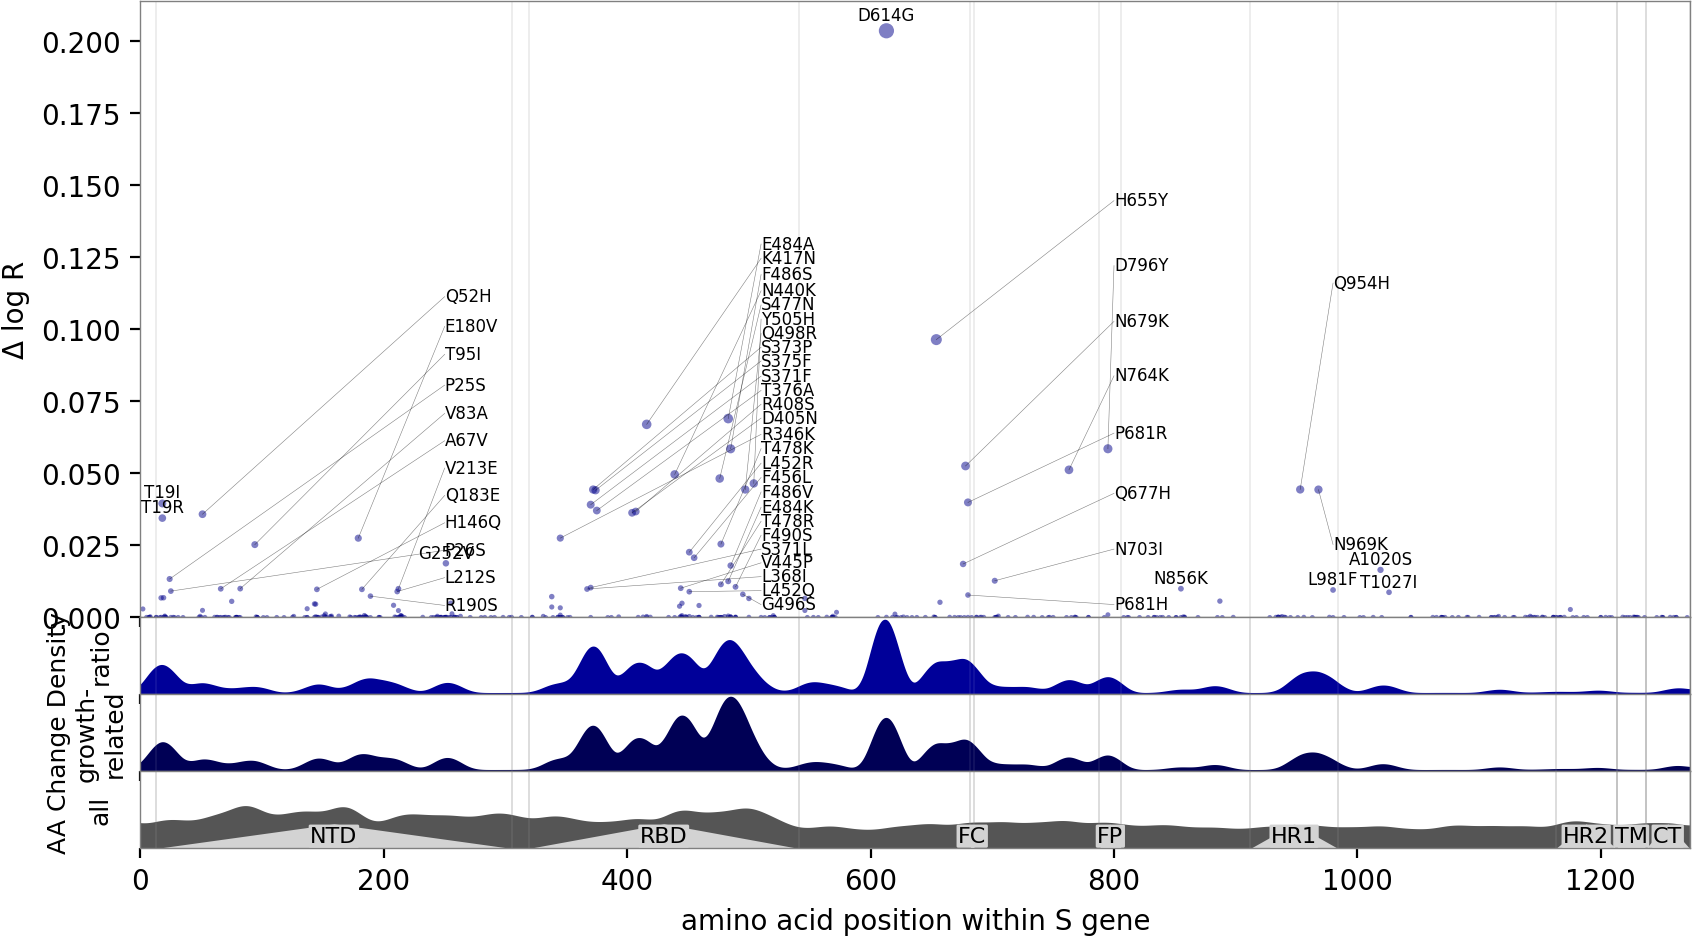 D614G
0.200
0.175
0.150
0.125
0.100
0.075
0.050
0.025
0.000
Δ log R
Q52H
E180V
T95I
P25S
V83A
A67V
V213E
Q183E
H146Q
P26S
G252V
L212S
R190S
T19I
T19R
E484A
K417N
F486S
N440K
S477N
Y505H
Q498R
S373P
S375F
S371F
T376A
R408S
D405N
R346K
T478K
L452R
F456L
F486V
E484K
T478R
F490S
S371L
V445P
L368I
L452Q
G496S
H655Y
D796Y
N679K
N764K
P681R
Q677H
N703I
P681H
Q954H
N969K
A1020S
N856K
L981F
T1027I
AA Change Density
ratio
growth-
related
all
NTD
RBD
FC
FP
HR1
HR2
TM
CT
0
200
400
600
800
1000
1200
amino acid position within S gene